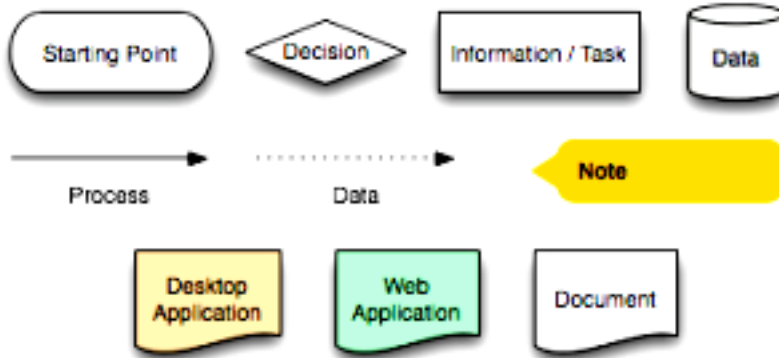 Starting Point
Decision
Information / Task
Data
Process
Data
Note
Desktop
Application
Web
Application
Document